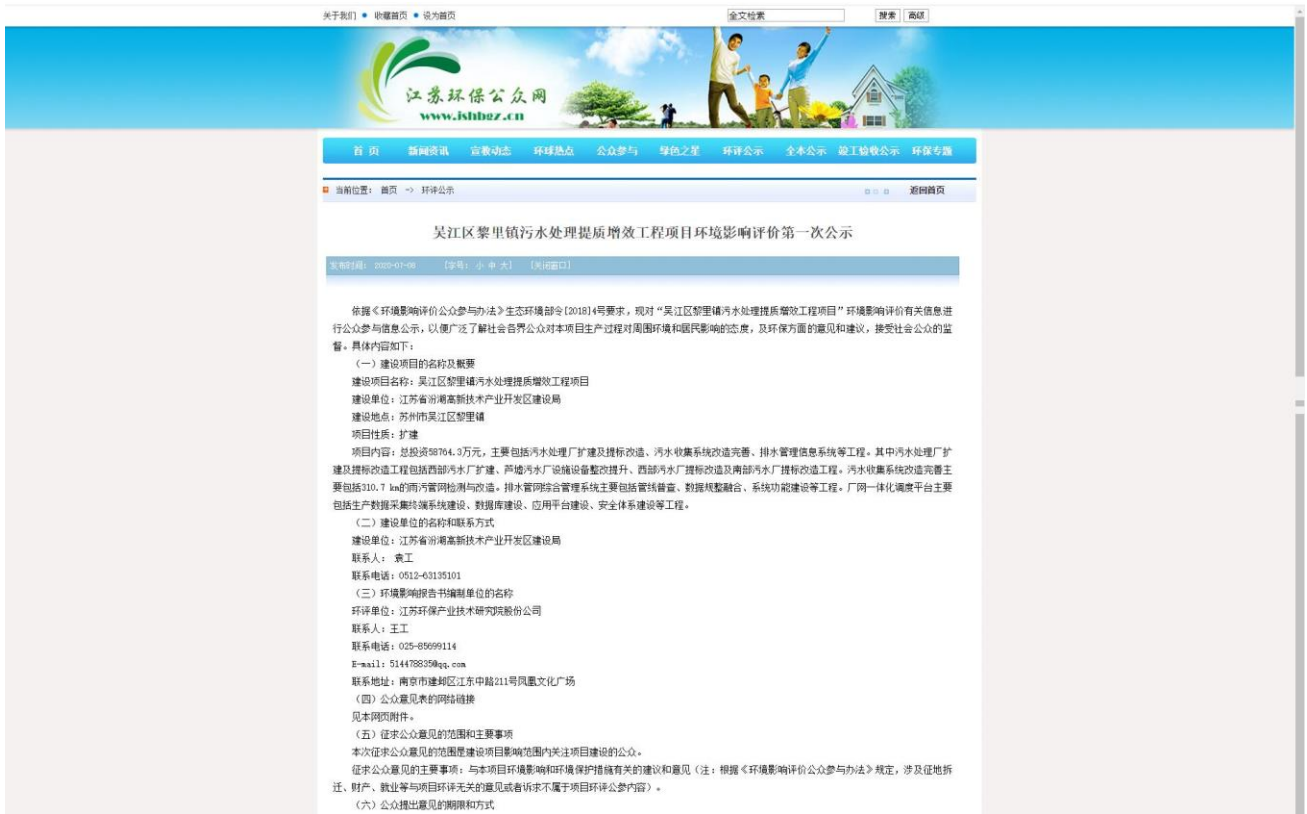 关于我们 ● 收藏首页 ● 设为首页 全文检索 搜索 高级
江苏环保公众网
www.jshbgz.cn
首 页 新闻资讯 宣教动态 环球热点 公众参与 绿色之星 环评公示 全本公示 竣工验收公示 环保专题
当前位置: 首页 -> 环评公示 返回首页
吴江区黎里镇污水处理提质增效工程项目环境影响评价第一次公示
发布时间: [字号: 小 中 大] [关闭窗口]
依据《环境影响评价公众参与办法》生态环境部令[2018]4号要求,现对“吴江区黎里镇污水处理提质增效工程项目”环境影响评价有关信息进
行公众参与信息公示,以便广泛了解社会各界公众对本项目生产过程对周围环境和居民影响的态度,及环保方面的意见和建议,接受社会公众的监
督。具体内容如下:
(一)建设项目的名称及概要
建设项目名称:吴江区黎里镇污水处理提质增效工程项目
建设单位:江苏省汾湖高新技术产业开发区建设局
建设地点:苏州市吴江区黎里镇
项目性质:扩建
项目内容:总投资58764.3万元,主要包括污水处理厂扩建及提标改造、污水收集系统改造完善、排水管理信息系统等工程。其中污水处理厂扩
建及提标改造工程包括西部污水厂扩建、芦墟污水厂设施设备整改提升、西部污水厂提标改造及南部污水厂提标改造工程。污水收集系统改造完善主
要包括310.7 km的雨污管网检测与改造。排水管网综合管理系统主要包括管线普查、数据规整融合、系统功能建设等工程。厂网一体化调度平台主要
包括生产数据采集终端系统建设、数据库建设、应用平台建设、安全体系建设等工程。
(二)建设单位的名称和联系方式
建设单位:江苏省汾湖高新技术产业开发区建设局
联系人: 袁工
联系电话:0512-63135101
(三)环境影响报告书编制单位的名称
环评单位:江苏环保产业技术研究院股份公司
联系人:王工
联系电话:025-85699114
E-mail: 514478835@qq.com
联系地址:南京市建邺区江东中路211号凤凰文化广场
(四)公众意见表的网络链接
见本网页附件。
(五)征求公众意见的范围和主要事项
本次征求公众意见的范围是建设项目影响范围内关注项目建设的公众。
征求公众意见的主要事项:与本项目环境影响和环境保护措施有关的建议和意见(注:根据《环境影响评价公众参与办法》规定,涉及征地拆
迁、财产、就业等与项目环评无关的意见或者诉求不属于项目环评公参内容)。
(六)公众提出意见的期限和方式